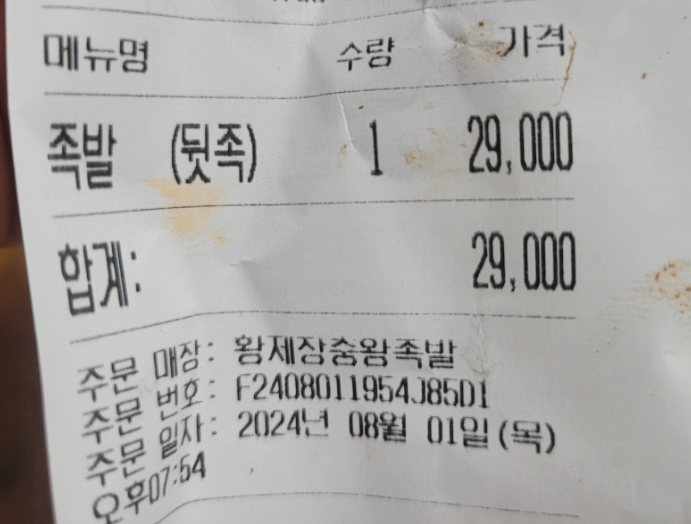 메뉴명 수량 가격
족발 (뒷족) 1 29,000
합계: 29,000
주문 매장: 황제장충왕족발
주문 번호: F2408011954J85D1
주문 일자: 2024년 08월 01일(목)
오후07:54